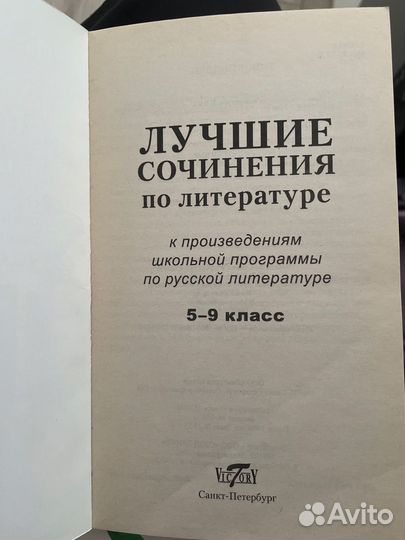 ЛУЧШИЕ
СОЧИНЕНИЯ
по литературе
к произведениям
школьной программы
по русской литературе
5–9 класс
VICTORY
Санкт-Петербург
Avito